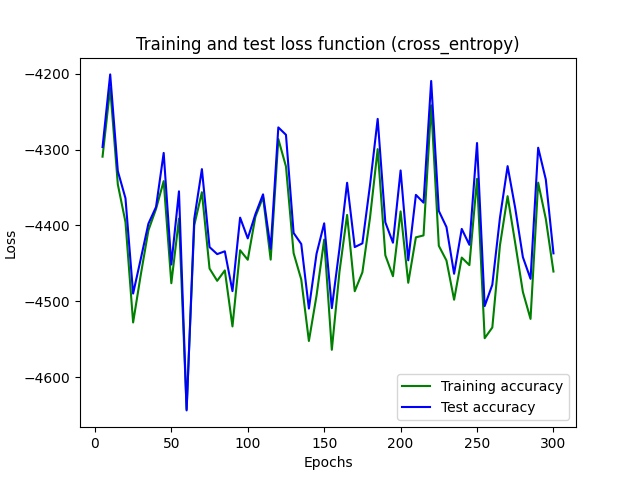 Training and test loss function (cross_entropy)
−4200
−4300
−4400
−4500
−4600
Loss
0
50
100
150
200
250
300
Epochs
Training accuracy
Test accuracy